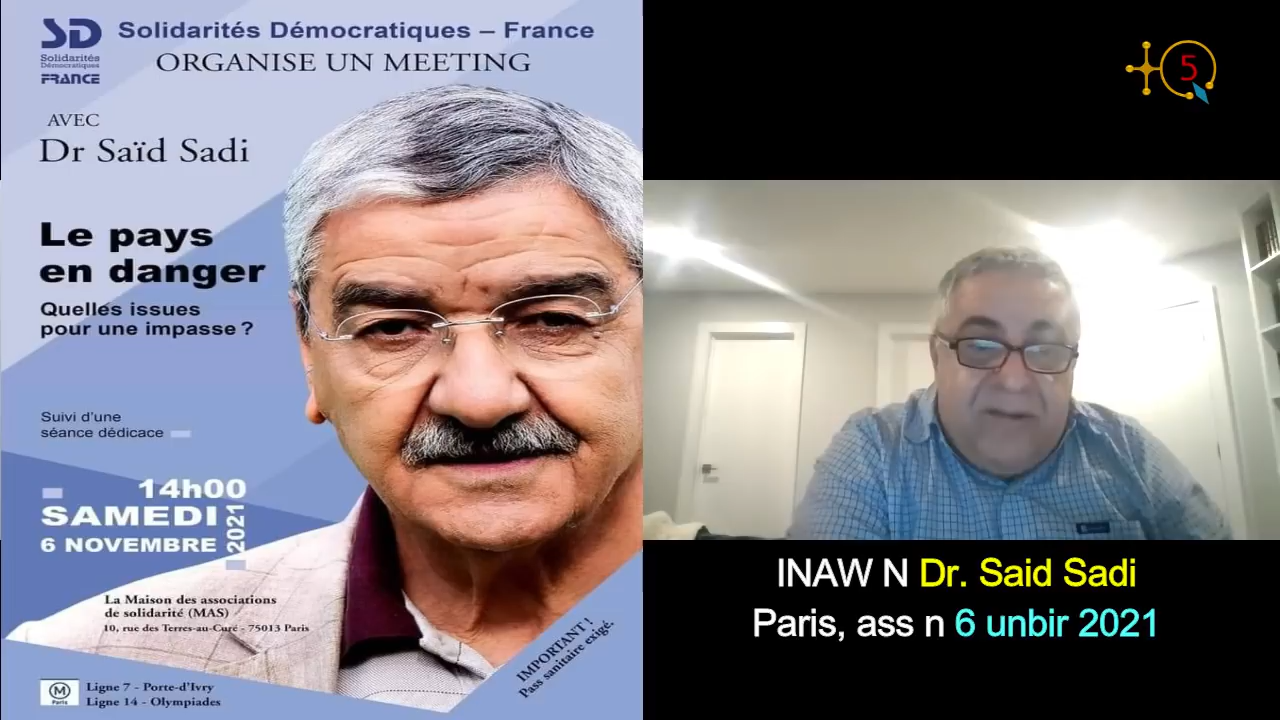 SD
Solidarités
Démocratiques
FRANCE
Solidarités Démocratiques – France
ORGANISE UN MEETING
AVEC
Dr Saïd Sadi
Le pays
en danger
Quelles issues
pour une impasse ?
Suivi d'une
séance dédicace
14h00
SAMEDI
6 NOVEMBRE
2021
La Maison des associations
de solidarité (MAS)
10, rue des Terres-au-Curé - 75013 Paris
IMPORTANT !
Pass sanitaire exigé.
M
Paris
Ligne 7 - Porte-d'Ivry
Ligne 14 - Olympiades
5
INAW N Dr. Said Sadi
Paris, ass n 6 unbir 2021